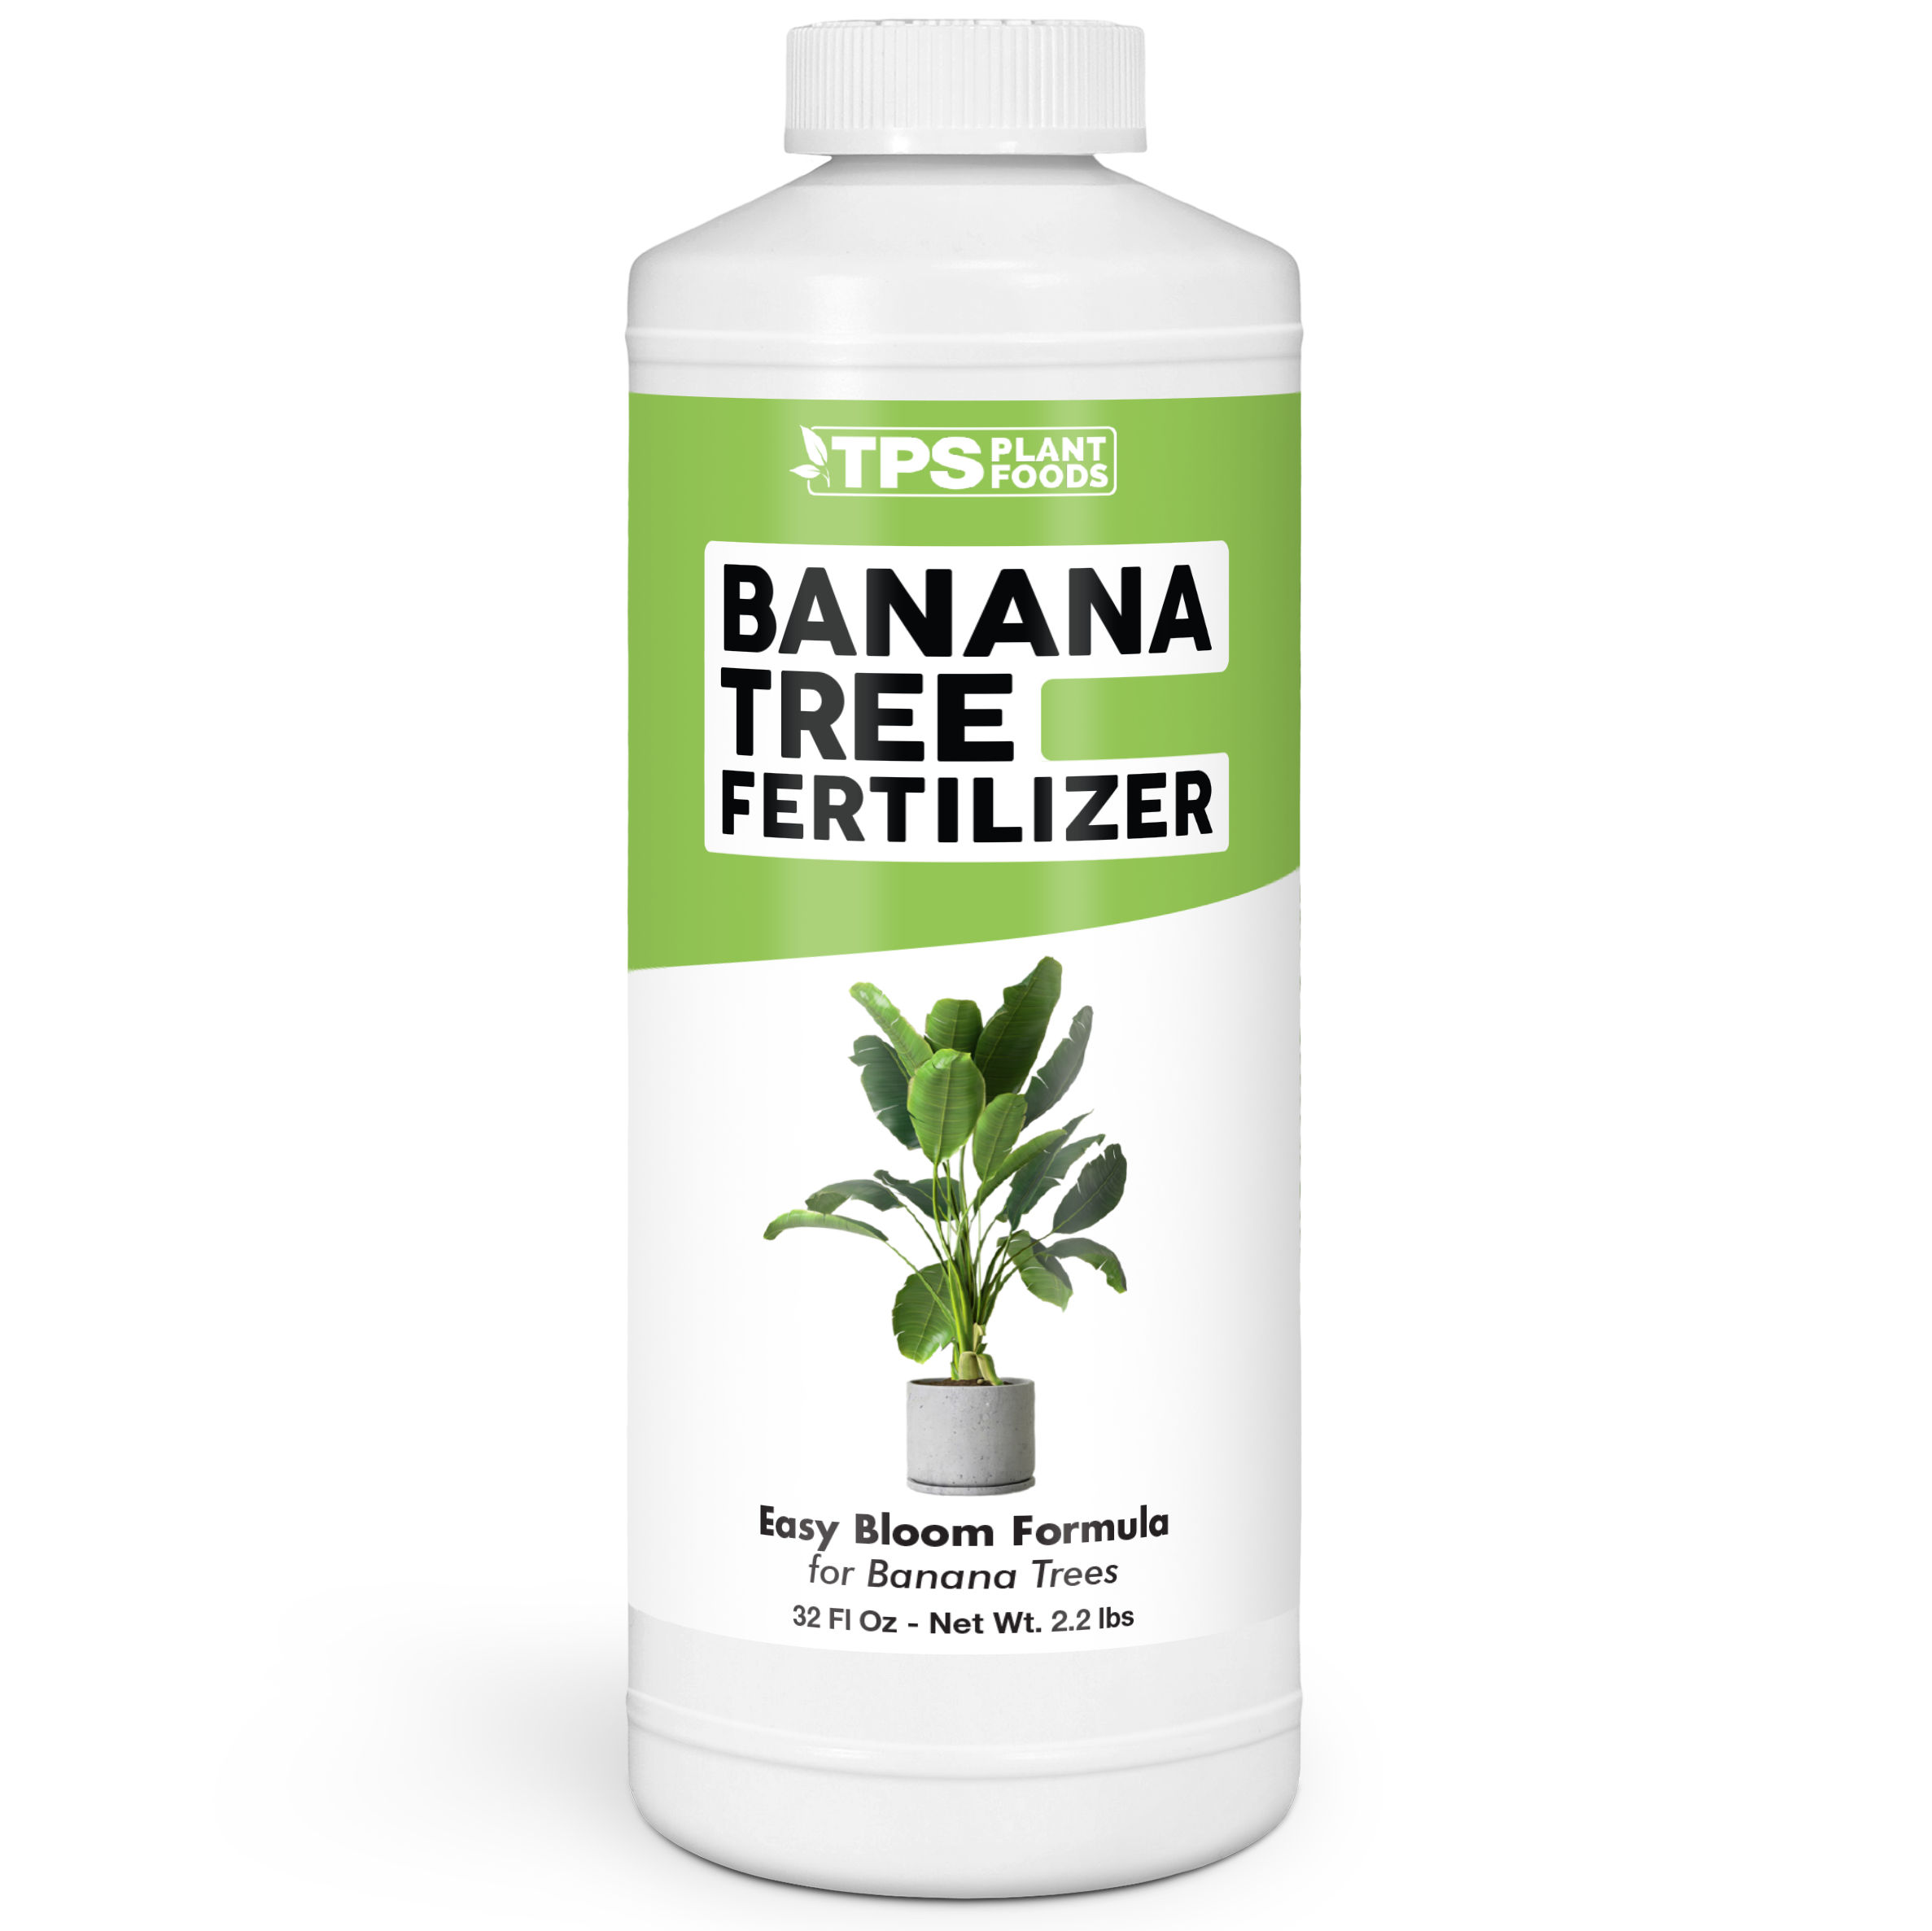 TPS PLANT FOODS
BANANA
TREE
FERTILIZER
Easy Bloom Formula
for Banana Trees
32 Fl Oz - Net Wt. 2.2 lbs